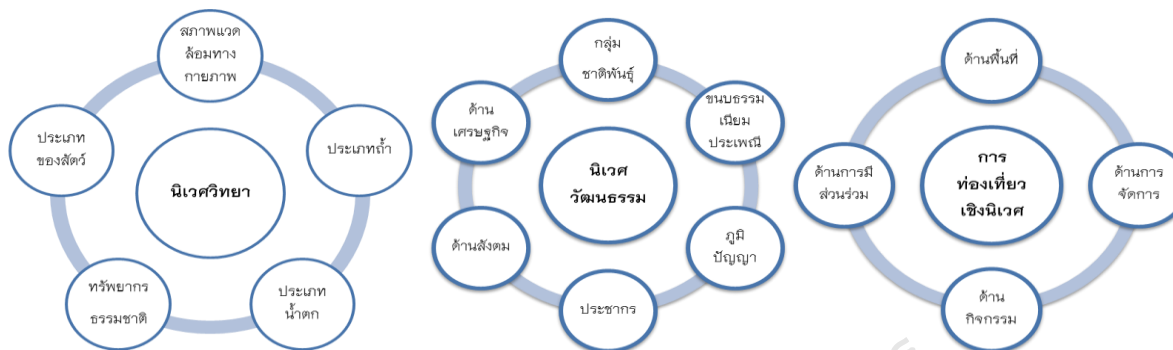 สภาพแวด
ล้อมทาง
กายภาพ
ประเภทถ้ำ
ประเภท
น้ำตก
ทรัพยากร
ธรรมชาติ
ประเภท
ของสัตว์
นิเวศวิทยา
กลุ่ม
ชาติพันธุ์
ขนบธรรม
เนียม
ประเพณี
ภูมิ
ปัญญา
ประชากร
ด้านสังตม
ด้าน
เศรษฐกิจ
นิเวศ
วัฒนธรรม
ด้านพื้นที่
ด้านการ
จัดการ
ด้าน
กิจกรรม
ด้านการมี
ส่วนร่วม
การ
ท่องเที่ยว
เชิงนิเวศ